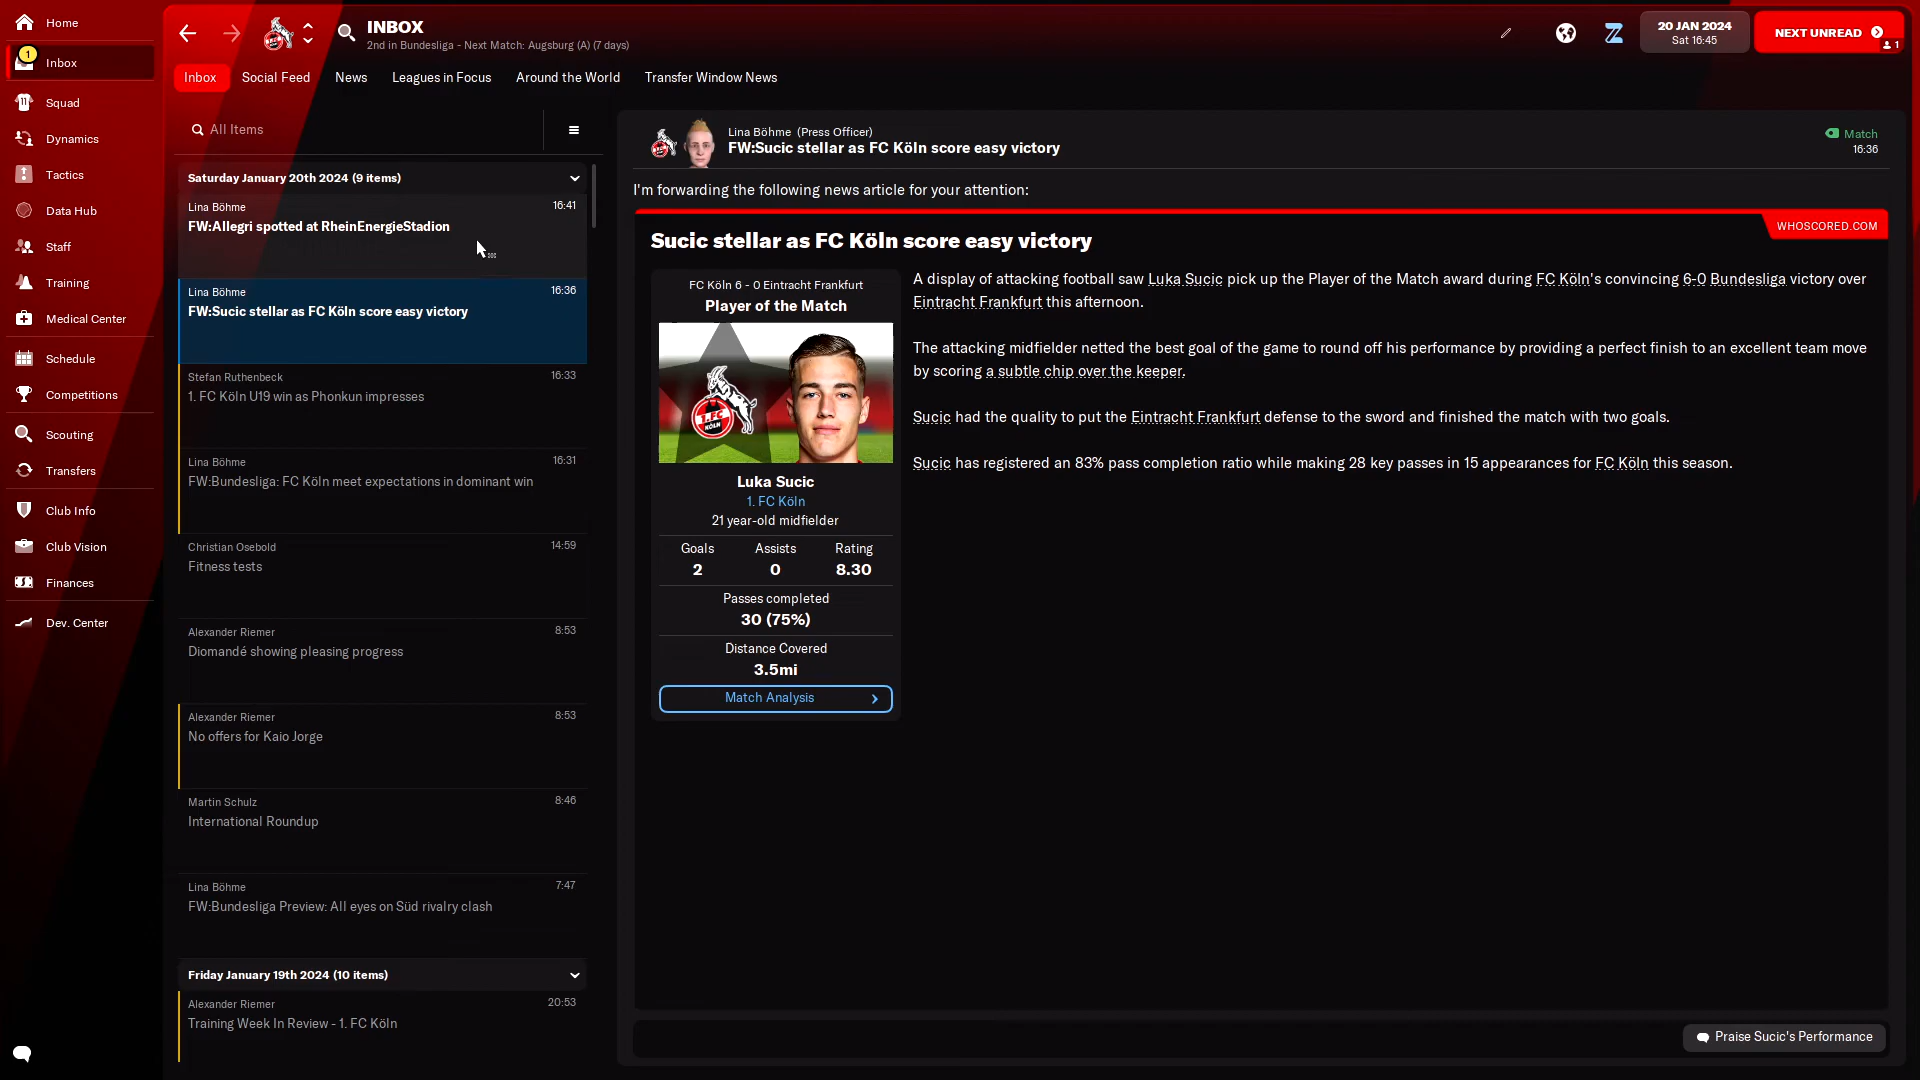 Home
1
Inbox
Squad
Dynamics
Tactics
Data Hub
Staff
Training
Medical Center
Schedule
Competitions
Scouting
Transfers
Club Info
Club Vision
Finances
Dev. Center
INBOX
2nd in Bundesliga - Next Match: Augsburg (A) (7 days)
20 JAN 2024
Sat 16:45
NEXT UNREAD
1
Inbox
Social Feed
News
Leagues in Focus
Around the World
Transfer Window News
All Items
Saturday January 20th 2024 (9 items)
Lina Böhme 16:41
FW:Allegri spotted at RheinEnergieStadion
Lina Böhme 16:36
FW:Sucic stellar as FC Köln score easy victory
Stefan Ruthenbeck 16:33
1. FC Köln U19 win as Phonkun impresses
Lina Böhme 16:31
FW:Bundesliga: FC Köln meet expectations in dominant win
Christian Osebold 14:59
Fitness tests
Alexander Riemer 8:53
Diomandé showing pleasing progress
Alexander Riemer 8:53
No offers for Kaio Jorge
Martin Schulz 8:46
International Roundup
Lina Böhme 7:47
FW:Bundesliga Preview: All eyes on Süd rivalry clash
Friday January 19th 2024 (10 items)
Alexander Riemer 20:53
Training Week In Review - 1. FC Köln
Lina Böhme (Press Officer)
FW:Sucic stellar as FC Köln score easy victory
Match
16:36
I'm forwarding the following news article for your attention:
WHOSCORED.COM
Sucic stellar as FC Köln score easy victory
FC Köln 6 - 0 Eintracht Frankfurt
Player of the Match
1.FC
KÖLN
Luka Sucic
1. FC Köln
21 year-old midfielder
Goals Assists Rating
2 0 8.30
Passes completed
30 (75%)
Distance Covered
3.5mi
Match Analysis
A display of attacking football saw Luka Sucic pick up the Player of the Match award during FC Köln's convincing 6-0 Bundesliga victory over
Eintracht Frankfurt this afternoon.
The attacking midfielder netted the best goal of the game to round off his performance by providing a perfect finish to an excellent team move
by scoring a subtle chip over the keeper.
Sucic had the quality to put the Eintracht Frankfurt defense to the sword and finished the match with two goals.
Sucic has registered an 83% pass completion ratio while making 28 key passes in 15 appearances for FC Köln this season.
Praise Sucic's Performance